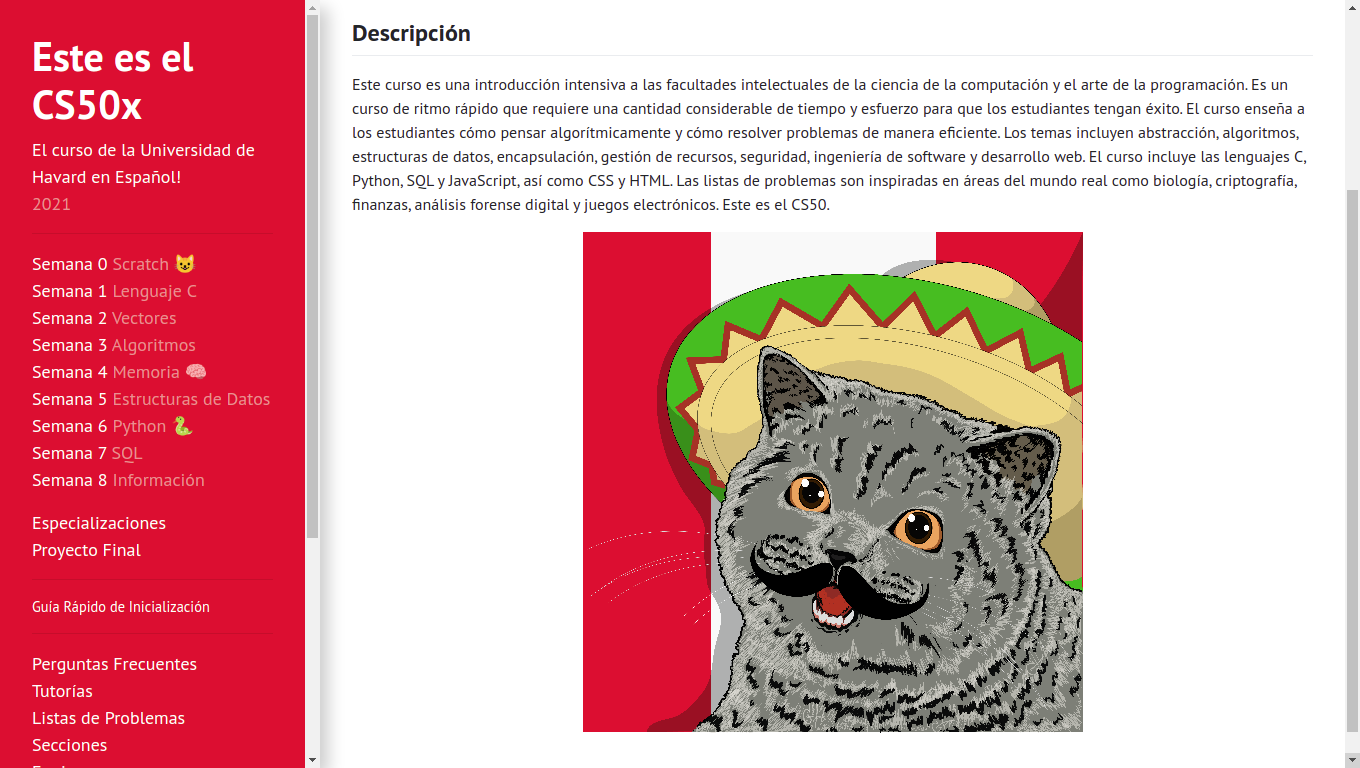 Este es el
CS50x
El curso de la Universidad de
Havard en Español!
2021
Semana 0 Scratch 😺
Semana 1 Lenguaje C
Semana 2 Vectores
Semana 3 Algoritmos
Semana 4 Memoria 🧠
Semana 5 Estructuras de Datos
Semana 6 Python 🐍
Semana 7 SQL
Semana 8 Información
Especializaciones
Proyecto Final
Guía Rápido de Inicialización
Perguntas Frecuentes
Tutorías
Listas de Problemas
Secciones
Descripción
Este curso es una introducción intensiva a las facultades intelectuales de la ciencia de la computación y el arte de la programación. Es un
curso de ritmo rápido que requiere una cantidad considerable de tiempo y esfuerzo para que los estudiantes tengan éxito. El curso enseña a
los estudiantes cómo pensar algorítmicamente y cómo resolver problemas de manera eficiente. Los temas incluyen abstracción, algoritmos,
estructuras de datos, encapsulación, gestión de recursos, seguridad, ingeniería de software y desarrollo web. El curso incluye las lenguajes C,
Python, SQL y JavaScript, así como CSS y HTML. Las listas de problemas son inspiradas en áreas del mundo real como biología, criptografía,
finanzas, análisis forense digital y juegos electrónicos. Este es el CS50.